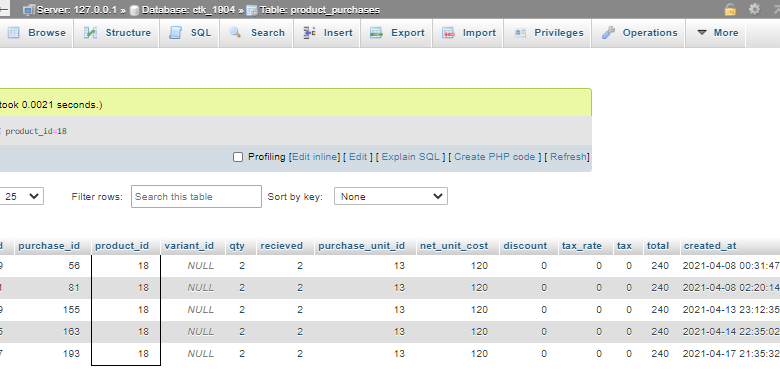 Server: 127.0.0.1 » Database: ctk_1904 » Table: product_purchases
Browse Structure SQL Search Insert Export Import Privileges Operations More
took 0.0021 seconds.)
product_id=18
Profiling [Edit inline] [ Edit ] [ Explain SQL ] [ Create PHP code ] [ Refresh]
25 Filter rows: Search this table Sort by key: None
d purchase_id product_id variant_id qty recieved purchase_unit_id net_unit_cost discount tax_rate tax total created_at
9 56 18 NULL 2 2 13 120 0 0 0 240 2021-04-08 00:31:47
1 81 18 NULL 2 2 13 120 0 0 0 240 2021-04-08 02:20:14
9 155 18 NULL 2 2 13 120 0 0 0 240 2021-04-13 23:12:35
5 163 18 NULL 2 2 13 120 0 0 0 240 2021-04-14 22:35:02
7 193 18 NULL 2 2 13 120 0 0 0 240 2021-04-17 21:35:32